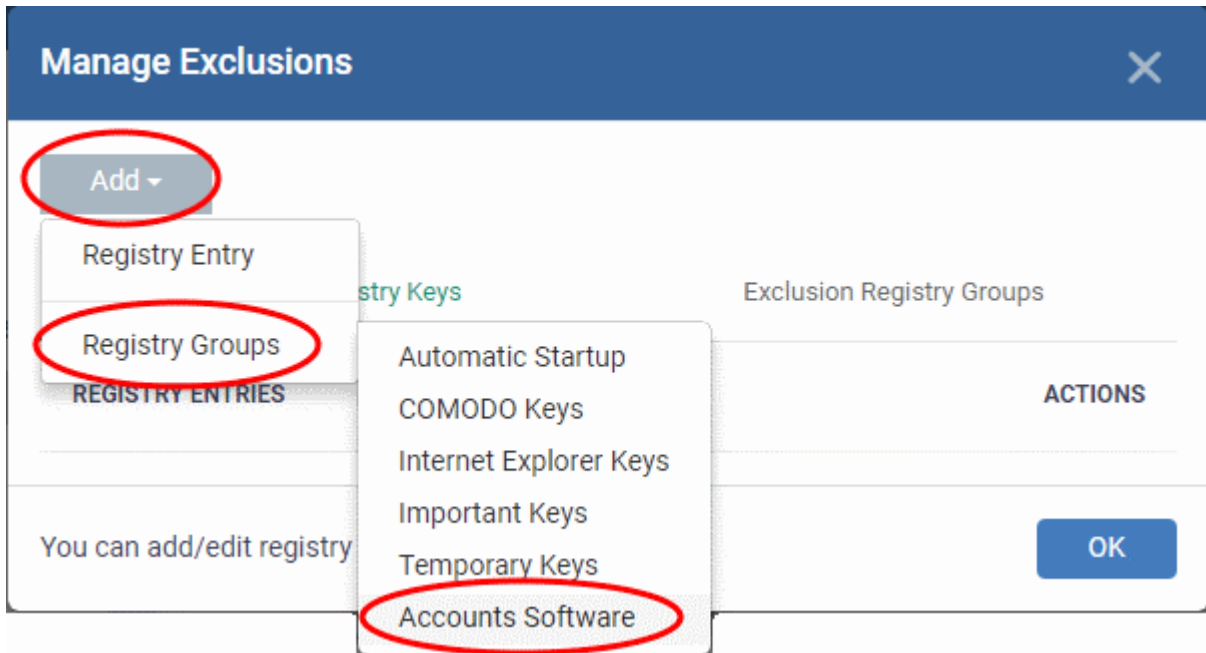 Manage Exclusions
Add
Registry Entry
stry Keys
Exclusion Registry Groups
Registry Groups
Automatic Startup
REGISTRY ENTRIES
ACTIONS
COMODO Keys
Internet Explorer Keys
Important Keys
You can add/edit registry
OK
Temporary Keys
Accounts Software